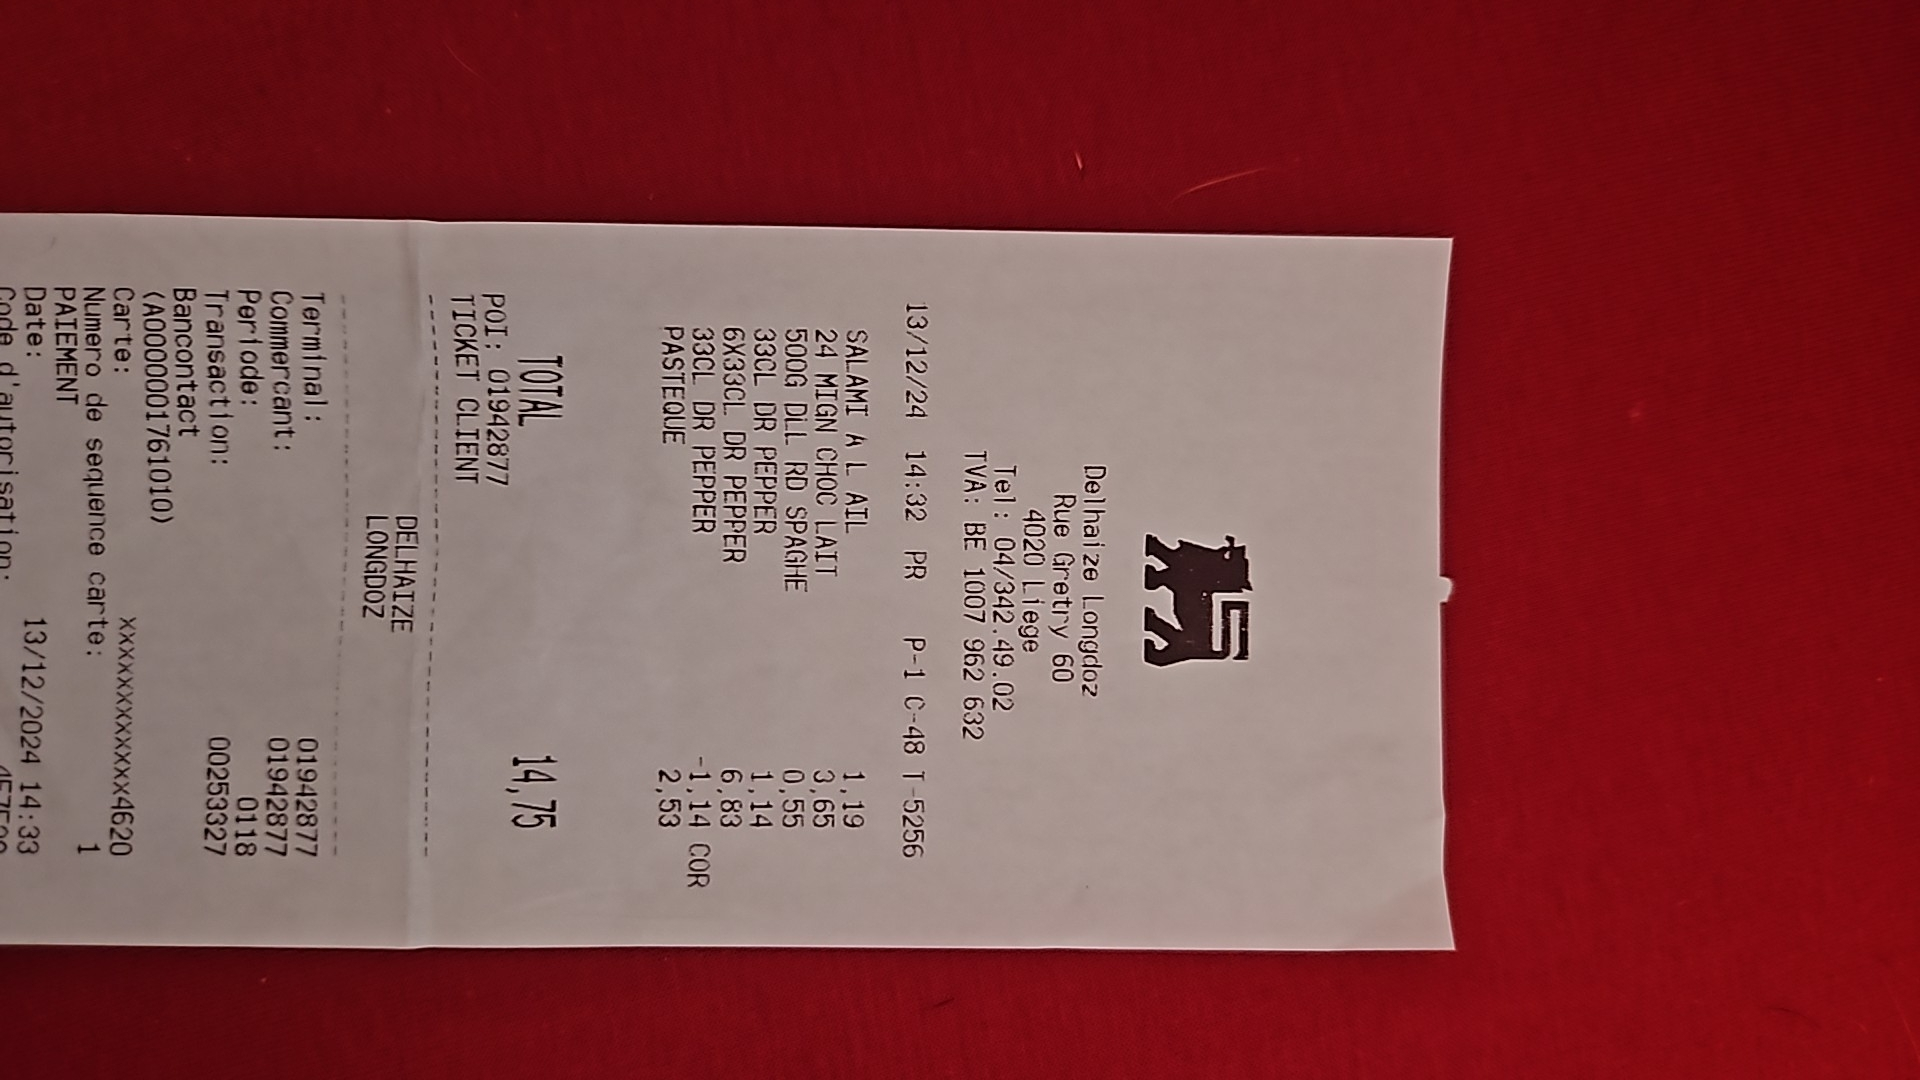 Delhaize Longdoz
Rue Gretry 60
4020 Liege
Tel: 04/342.49.02
TVA: BE 1007 962 632
13/12/24 14:32 PR P-1 C-48 T-5256
SALAMI A L AIL 1,19
24 MIGN CHOC LAIT 3,65
500G DLL RD SPAGHE 0,55
33CL DR PEPPER 1,14
6X33CL DR PEPPER 6,83
33CL DR PEPPER -1,14 COR
PASTEQUE 2,53
TOTAL 14,75
POI: 01942877
TICKET CLIENT
DELHAIZE
LONGDOZ
Terminal: 01942877
Commercant: 01942877
Periode: 0118
Transaction: 00253327
Bancontact
(A0000001761010)
Carte: xxxxxxxxxxxxx4620
Numero de sequence carte: 1
PAIEMENT
Date: 13/12/2024 14:33
Code d'autorisation: